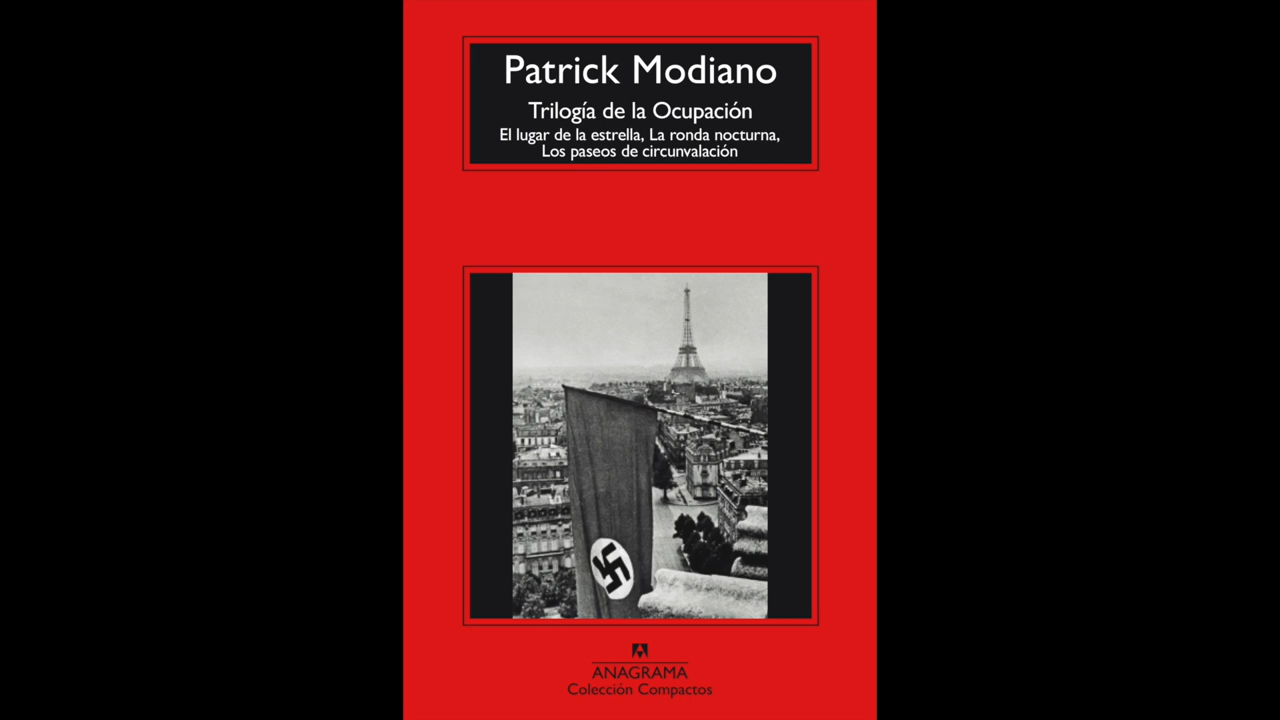 Patrick Modiano
Trilogía de la Ocupación
El lugar de la estrella, La ronda nocturna,
Los paseos de circunvalación
ANAGRAMA
Colección Compactos